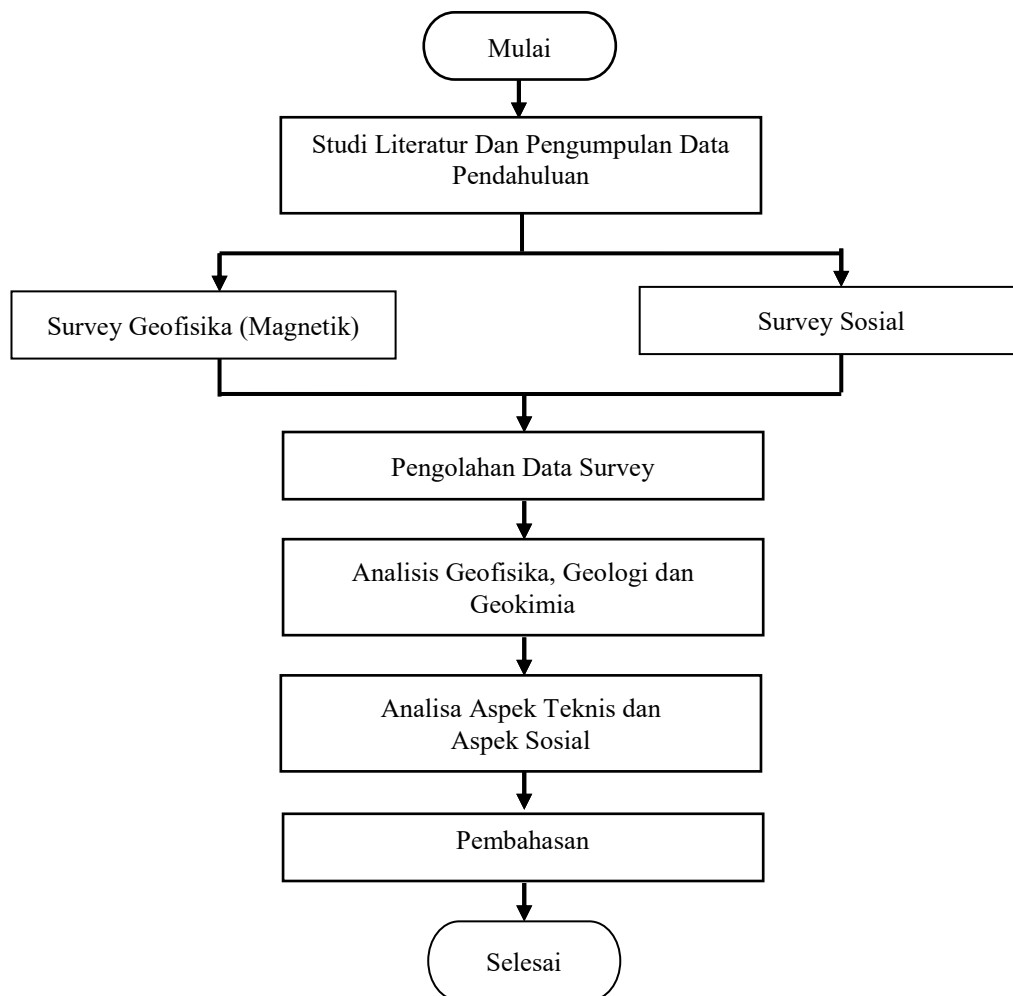 Mulai
Studi Literatur Dan Pengumpulan Data
Pendahuluan
Survey Geofisika (Magnetik)
Survey Sosial
Pengolahan Data Survey
Analisis Geofisika, Geologi dan
Geokimia
Analisa Aspek Teknis dan
Aspek Sosial
Pembahasan
Selesai